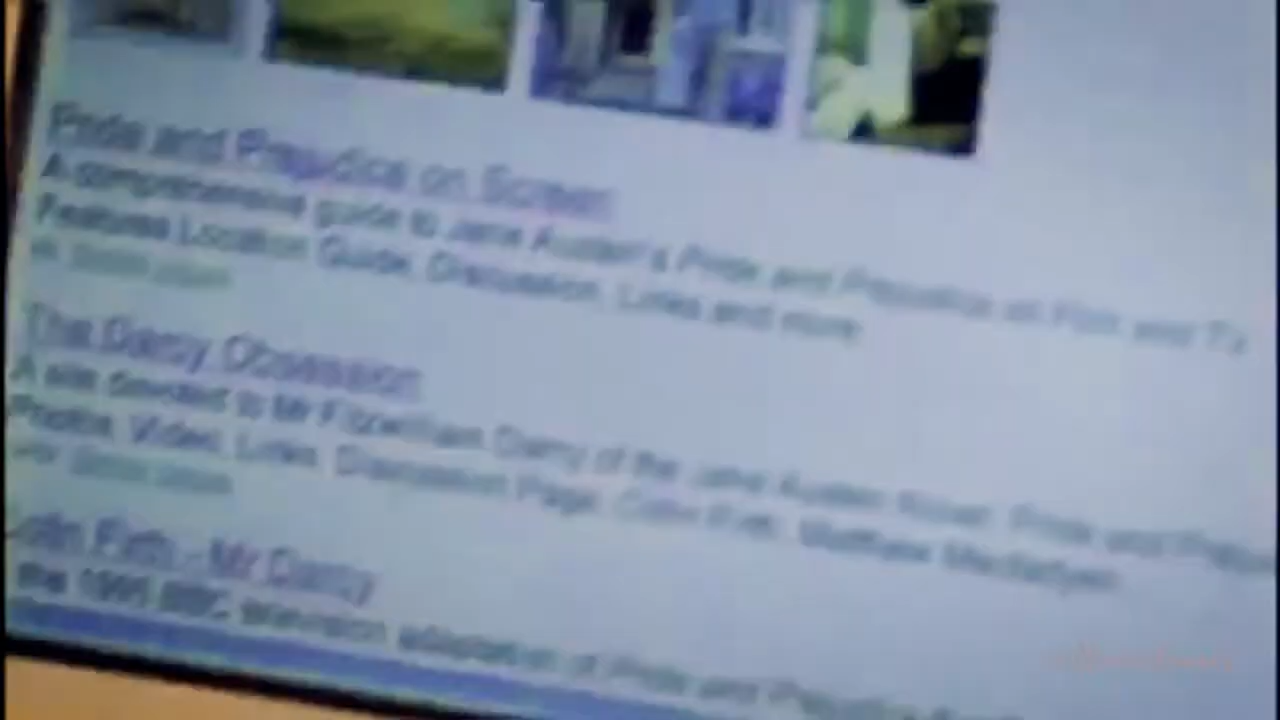 Pride and Prejudice on Screen
A comprehensive guide to Jane Austen's Pride and Prejudice on Film and TV
Features Location Guide, Discussion, Links and more
The Darcy Obsession
A site devoted to Mr Fitzwilliam Darcy of the Jane Austen Novel, Pride and
Photos, Video, Links, Discussion Page, Colin Firth, Matthew Macfadyen
Colin Firth - Mr Darcy
the 1995 BBC television adaptation of Pride and Prejudice